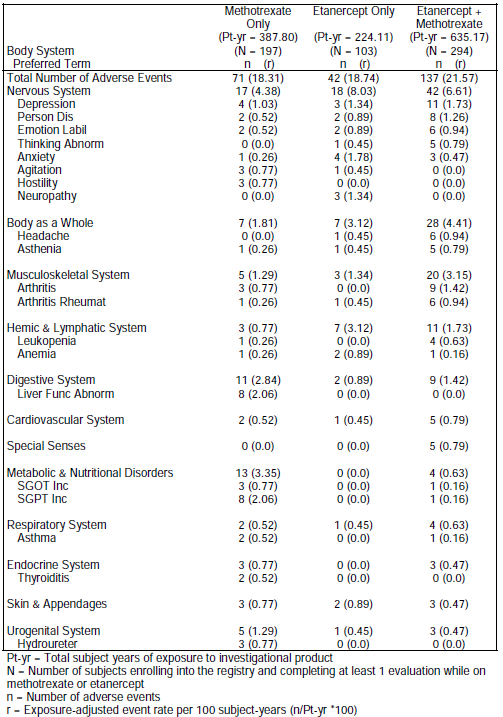 Methotrexate Etanercept Only Etanercept +
Only (Pt-yr = 224.11) Methotrexate
(Pt-yr = 387.80) (N = 103) (Pt-yr = 635.17)
Body System (N = 197) n (r) (N = 294)
Preferred Term n (r) n (r)
Total Number of Adverse Events 71 (18.31) 42 (18.74) 137 (21.57)
Nervous System 17 (4.38) 18 (8.03) 42 (6.61)
Depression 4 (1.03) 3 (1.34) 11 (1.73)
Person Dis 2 (0.52) 2 (0.89) 8 (1.26)
Emotion Labil 2 (0.52) 2 (0.89) 6 (0.94)
Thinking Abnorm 0 (0.0) 1 (0.45) 5 (0.79)
Anxiety 1 (0.26) 4 (1.78) 3 (0.47)
Agitation 3 (0.77) 1 (0.45) 0 (0.0)
Hostility 3 (0.77) 0 (0.0) 0 (0.0)
Neuropathy 0 (0.0) 3 (1.34) 0 (0.0)
Body as a Whole 7 (1.81) 7 (3.12) 28 (4.41)
Headache 0 (0.0) 1 (0.45) 6 (0.94)
Asthenia 1 (0.26) 1 (0.45) 5 (0.79)
Musculoskeletal System 5 (1.29) 3 (1.34) 20 (3.15)
Arthritis 3 (0.77) 0 (0.0) 9 (1.42)
Arthritis Rheumat 1 (0.26) 1 (0.45) 6 (0.94)
Hemic & Lymphatic System 3 (0.77) 7 (3.12) 11 (1.73)
Leukopenia 1 (0.26) 0 (0.0) 4 (0.63)
Anemia 1 (0.26) 2 (0.89) 1 (0.16)
Digestive System 11 (2.84) 2 (0.89) 9 (1.42)
Liver Func Abnorm 8 (2.06) 0 (0.0) 0 (0.0)
Cardiovascular System 2 (0.52) 1 (0.45) 5 (0.79)
Special Senses 0 (0.0) 0 (0.0) 5 (0.79)
Metabolic & Nutritional Disorders 13 (3.35) 0 (0.0) 4 (0.63)
SGOT Inc 3 (0.77) 0 (0.0) 1 (0.16)
SGPT Inc 8 (2.06) 0 (0.0) 1 (0.16)
Respiratory System 2 (0.52) 1 (0.45) 4 (0.63)
Asthma 2 (0.52) 0 (0.0) 1 (0.16)
Endocrine System 3 (0.77) 0 (0.0) 3 (0.47)
Thyroiditis 2 (0.52) 0 (0.0) 0 (0.0)
Skin & Appendages 3 (0.77) 2 (0.89) 3 (0.47)
Urogenital System 5 (1.29) 1 (0.45) 3 (0.47)
Hydroureter 3 (0.77) 0 (0.0) 0 (0.0)
Pt-yr = Total subject years of exposure to investigational product
N = Number of subjects enrolling into the registry and completing at least 1 evaluation while on
methotrexate or etanercept
n = Number of adverse events
r = Exposure-adjusted event rate per 100 subject-years (n/Pt-yr *100)